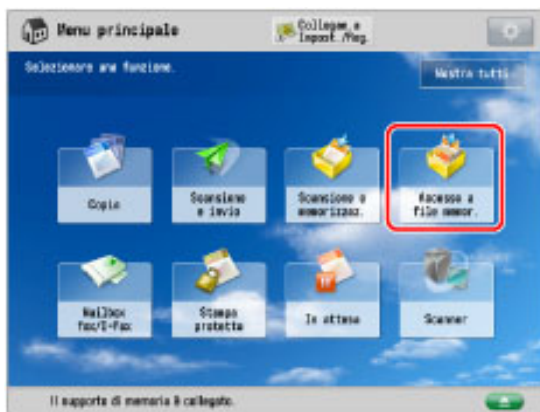 Menu principale
Collegam. a
Impost./Reg.
Selezionare una funzione.
Mostra tutti
Copia
Scansione
e invio
Scansione e
memorizzaz.
Accesso a
file memor.
Mailbox
fax/I-Fax
Stampa
protetta
In attesa
Scanner
Il supporto di memoria è collegato.